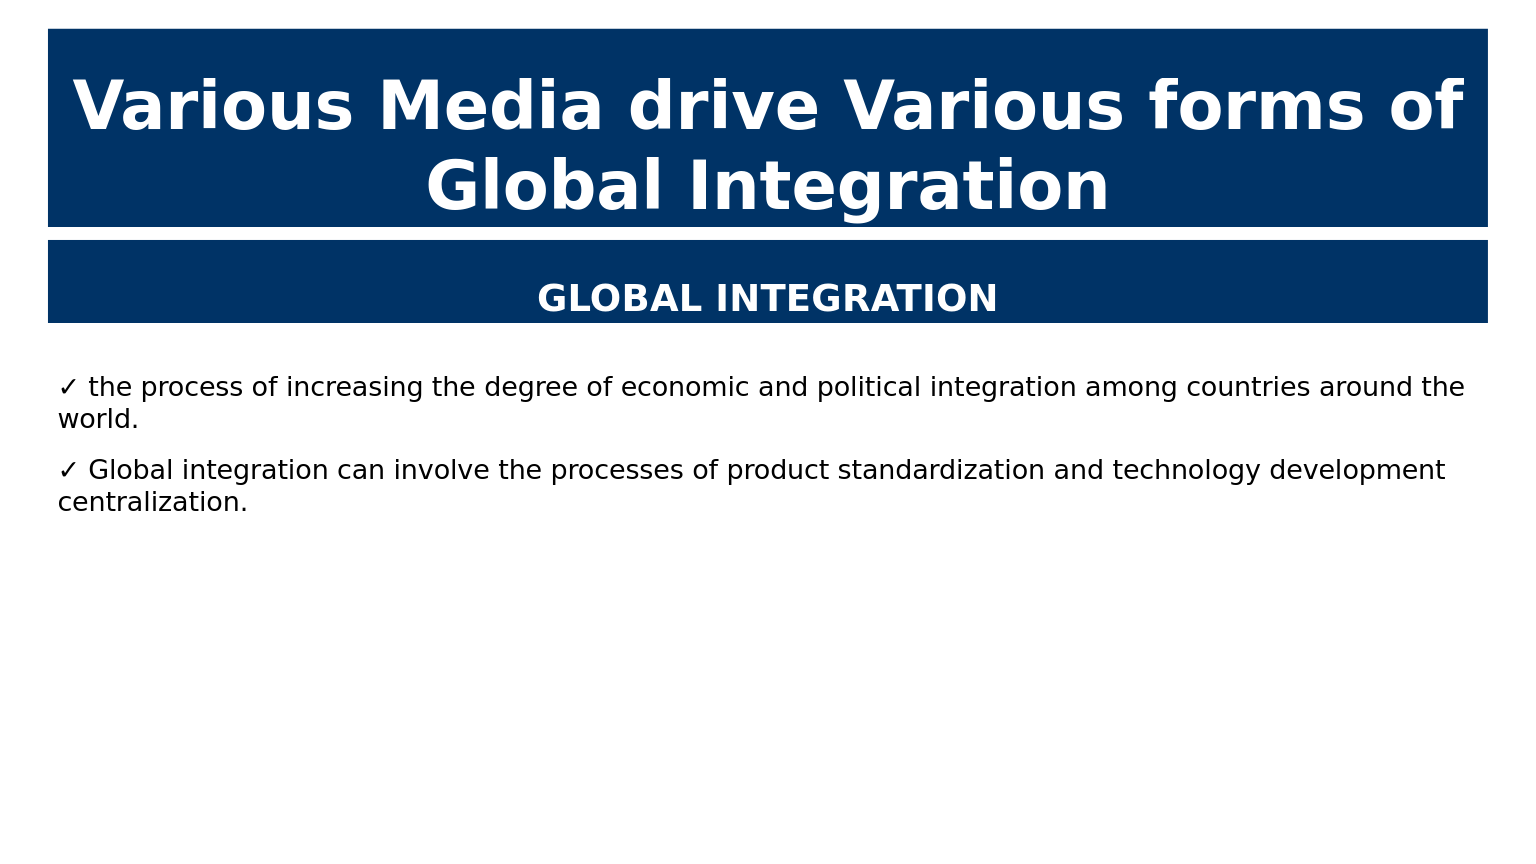 Various Media drive Various forms of
Global Integration
GLOBAL INTEGRATION
✓ the process of increasing the degree of economic and political integration among countries around the
world.
✓ Global integration can involve the processes of product standardization and technology development
centralization.